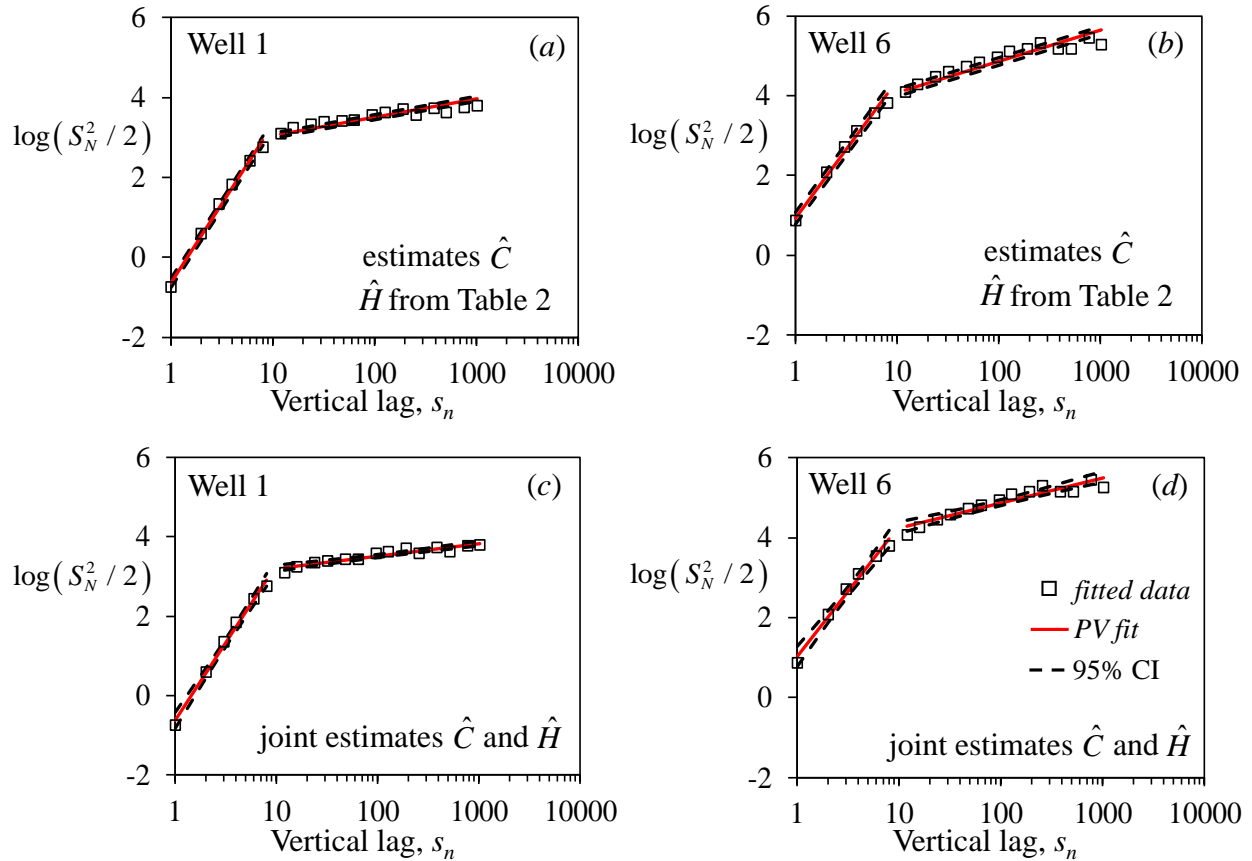 6
Well 1
(a)
4
log(S_N^2 / 2)
2
0
estimates Ĉ
Ĥ from Table 2
-2
1 10 100 1000 10000
Vertical lag, s_n
6
Well 6
(b)
4
log(S_N^2 / 2)
2
0
estimates Ĉ
Ĥ from Table 2
-2
1 10 100 1000 10000
Vertical lag, s_n
6
Well 1
(c)
4
log(S_N^2 / 2)
2
0
joint estimates Ĉ and Ĥ
-2
1 10 100 1000 10000
Vertical lag, s_n
6
Well 6
(d)
4
log(S_N^2 / 2)
2
fitted data
PV fit
95% CI
0
joint estimates Ĉ and Ĥ
-2
1 10 100 1000 10000
Vertical lag, s_n